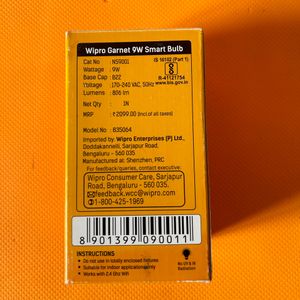 Wipro Garnet 9W Smart Bulb
Cat No : NS9001
Wattage : 9W
Base Cap : B22
Voltage : 170-240 VAC, 50Hz
Lumens : 806 lm
Net Qty : 1N
MRP : ₹2099.00 (Incl of all taxes)
IS 16102 (Part 1)
R-41121754
www.bis.gov.in
Model - 835064
Imported by: Wipro Enterprises (P) Ltd.,
Doddakannelli, Sarjapur Road,
Bengaluru - 560 035.
Manufactured at: Shenzhen, PRC
For feedback/queries, contact executive:
Wipro Consumer Care, Sarjapur
Road, Bengaluru - 560 035.
feedback.wcc@wipro.com
1-800-425-1969
8 901399 090011
INSTRUCTIONS
Do not use in totally enclosed fixtures
Suitable for indoor applications only
Works with 2.4 Ghz Wifi
No UV & IR
Radiation